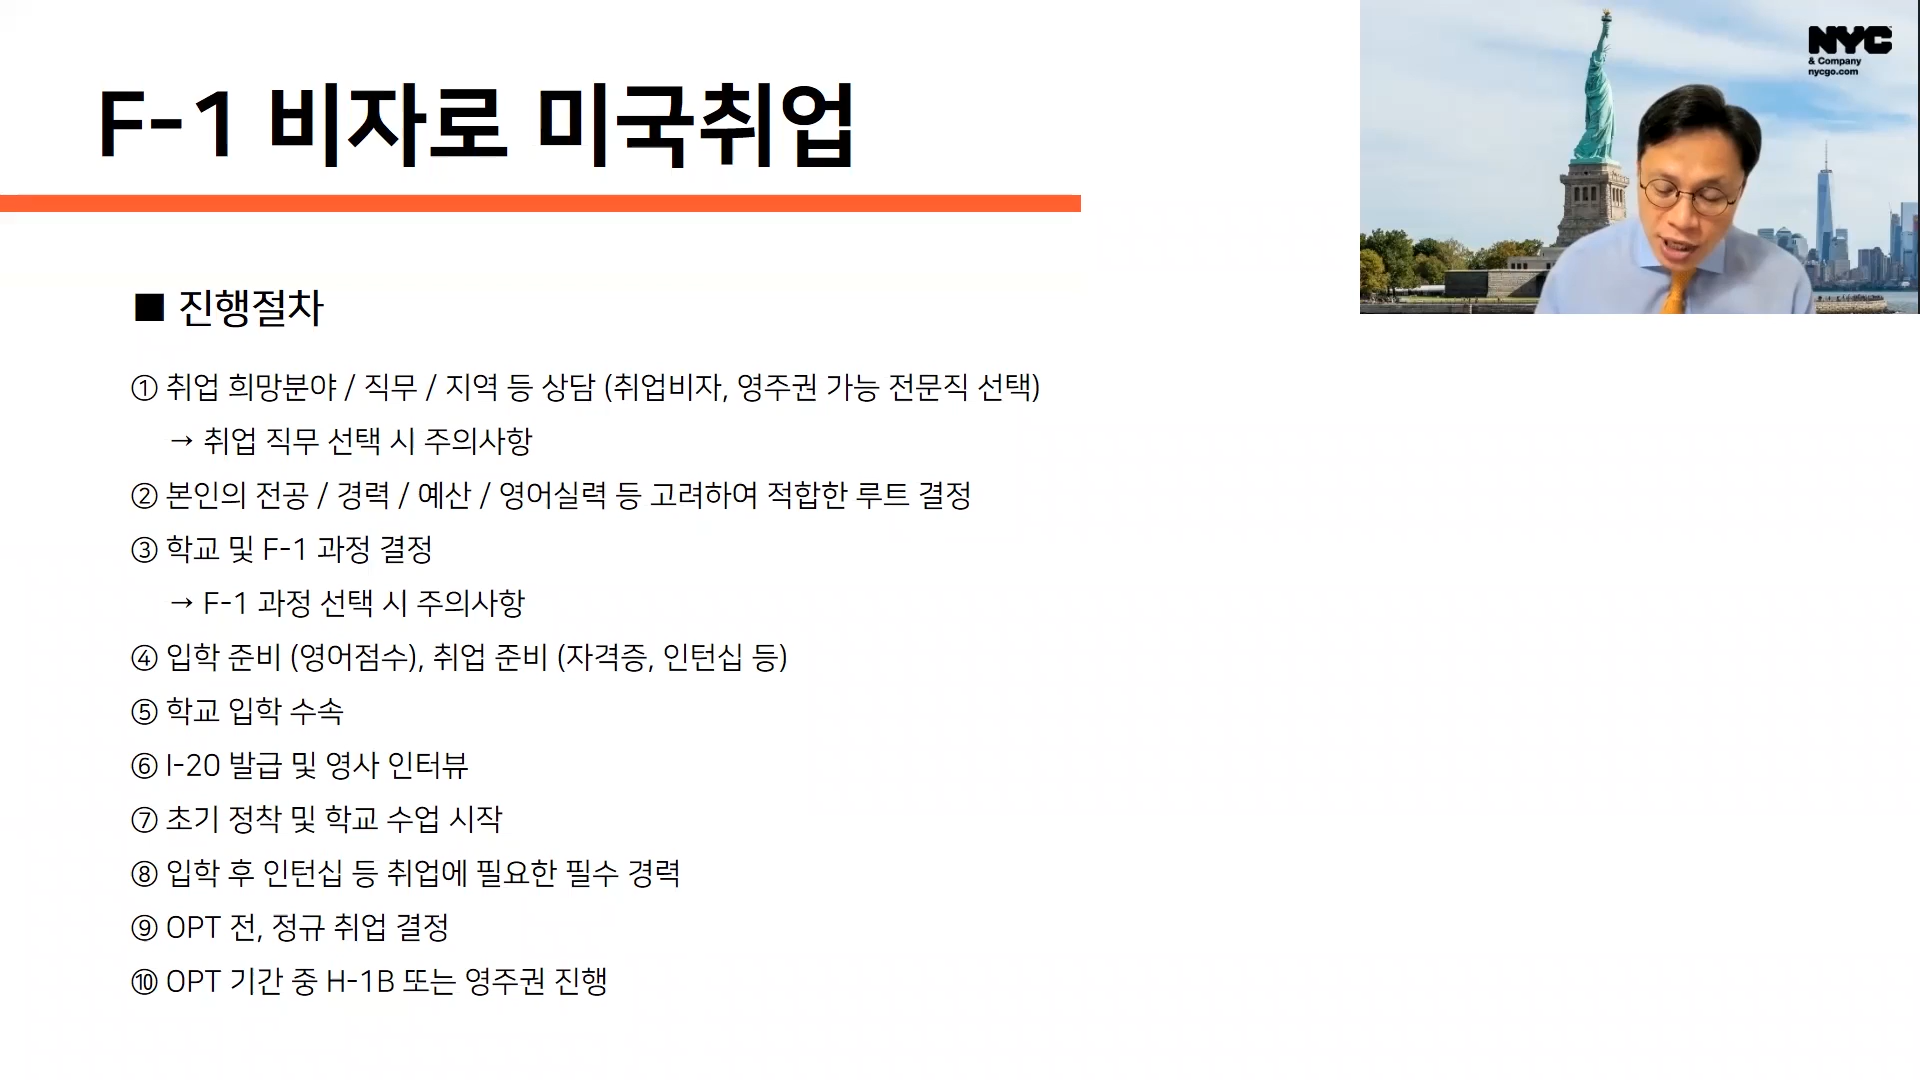 F-1 비자로 미국취업
NYC
& Company
nycgo.com
■ 진행절차
① 취업 희망분야 / 직무 / 지역 등 상담 (취업비자, 영주권 가능 전문직 선택)
→ 취업 직무 선택 시 주의사항
② 본인의 전공 / 경력 / 예산 / 영어실력 등 고려하여 적합한 루트 결정
③ 학교 및 F-1 과정 결정
→ F-1 과정 선택 시 주의사항
④ 입학 준비 (영어점수), 취업 준비 (자격증, 인턴십 등)
⑤ 학교 입학 수속
⑥ I-20 발급 및 영사 인터뷰
⑦ 초기 정착 및 학교 수업 시작
⑧ 입학 후 인턴십 등 취업에 필요한 필수 경력
⑨ OPT 전, 정규 취업 결정
⑩ OPT 기간 중 H-1B 또는 영주권 진행